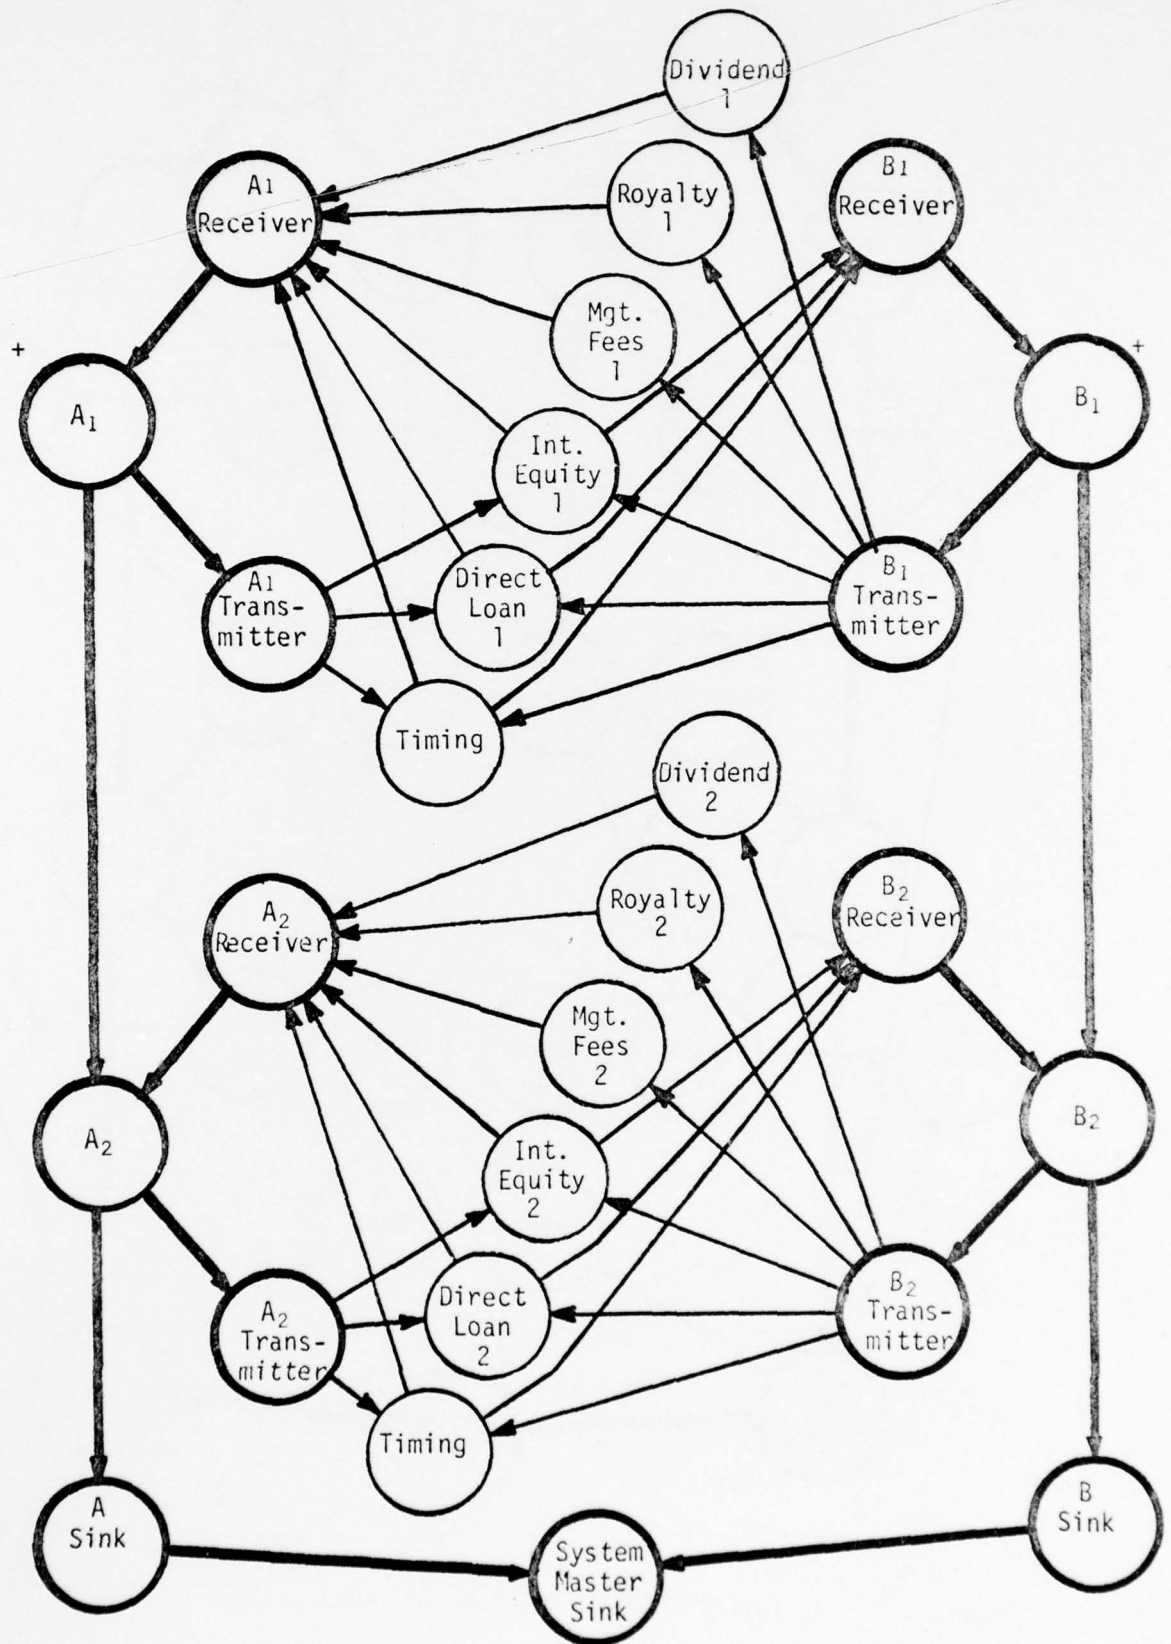 Dividend
1
A1
Receiver
Royalty
1
B1
Receiver
Mgt.
Fees
1
+
A1
+
B1
Int.
Equity
1
A1
Trans-
mitter
Direct
Loan
1
B1
Trans-
mitter
Timing
Dividend
2
A2
Receiver
Royalty
2
B2
Receiver
Mgt.
Fees
2
A2
B2
Int.
Equity
2
A2
Trans-
mitter
Direct
Loan
2
B2
Trans-
mitter
Timing
A
Sink
B
Sink
System
Master
Sink